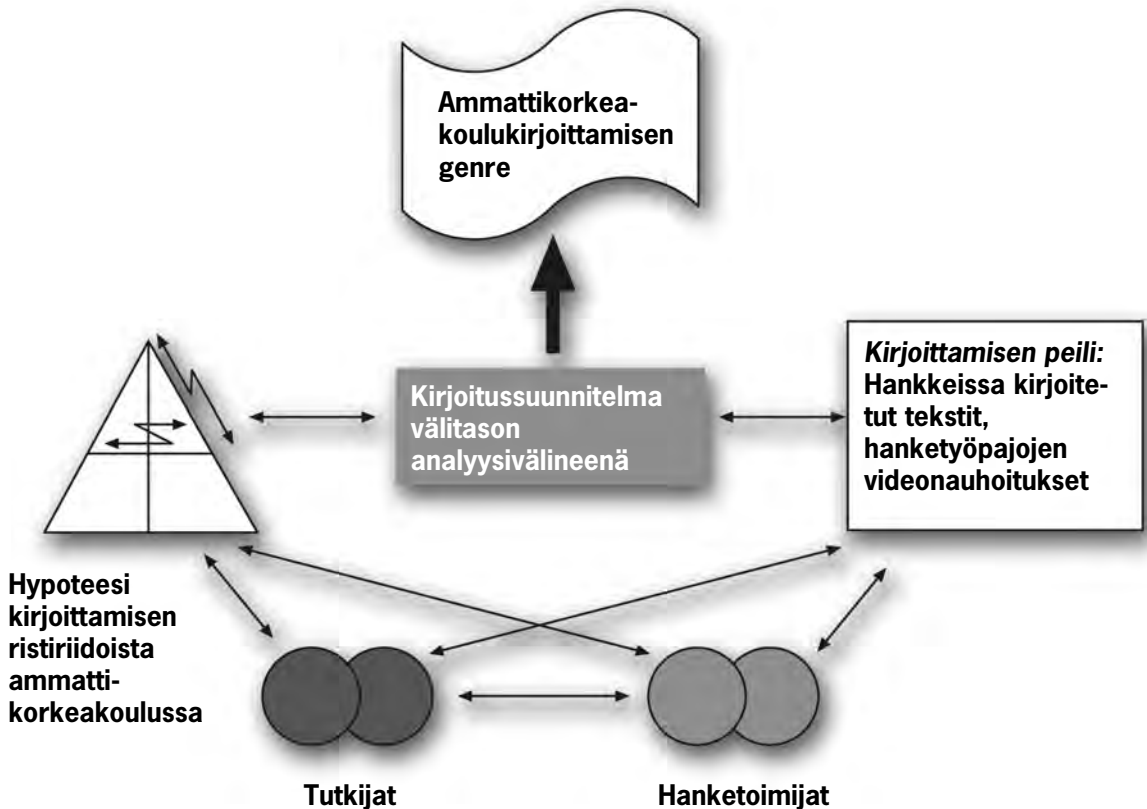 Ammattikorkea-
koulukirjoittamisen
genre
Kirjoitussuunnitelma
välitason
analyysivälineenä
Kirjoittamisen peili:
Hankkeissa kirjoite-
tut tekstit,
hanketyöpajojen
videonauhoitukset
Hypoteesi
kirjoittamisen
ristiriidoista
ammatti-
korkeakoulussa
Tutkijat
Hanketoimijat